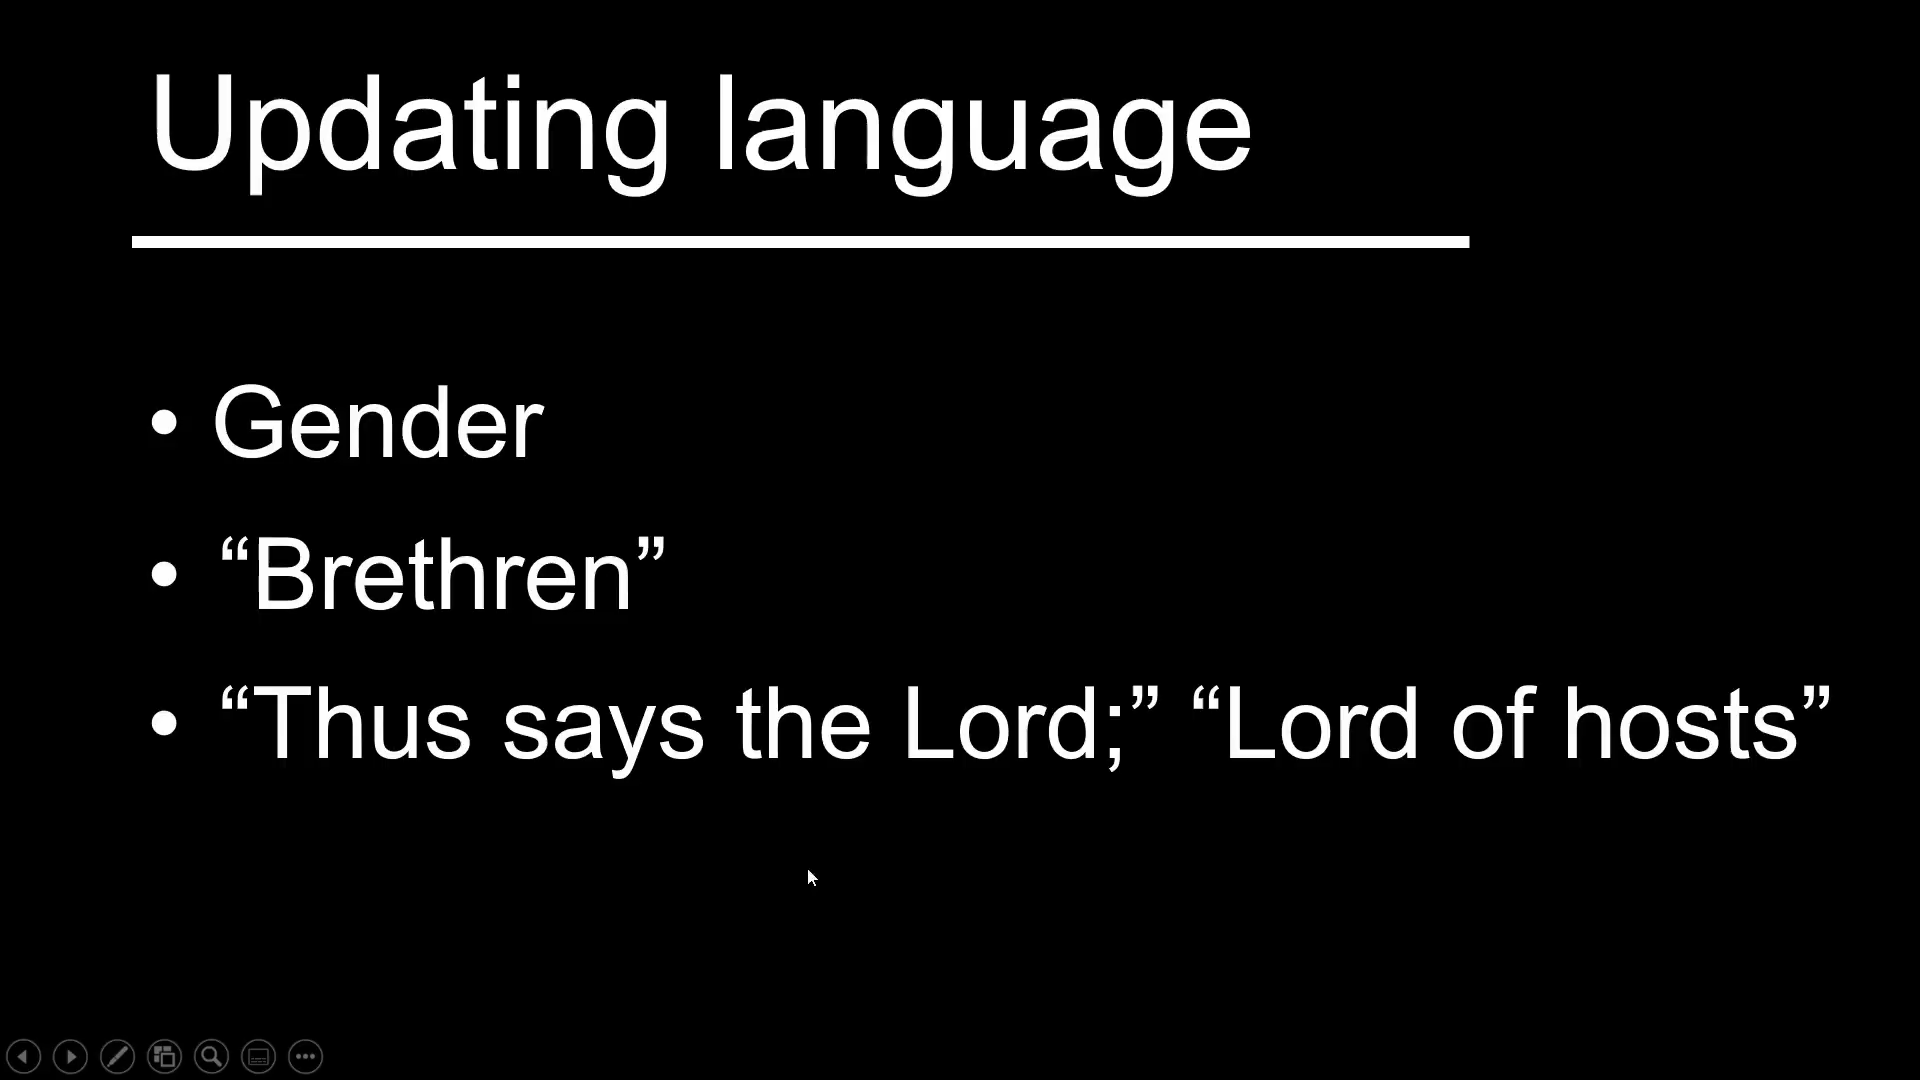 Updating language
• Gender
• “Brethren”
• “Thus says the Lord;” “Lord of hosts”